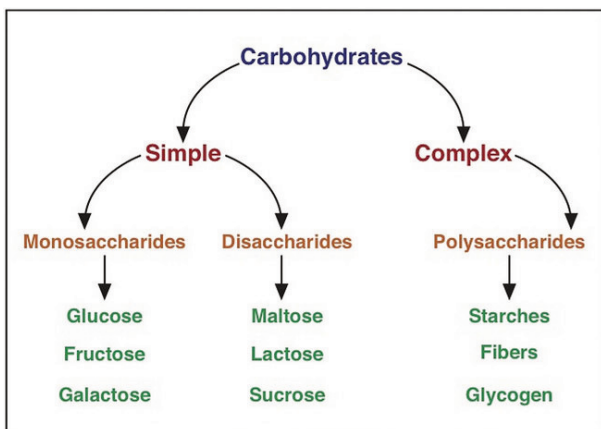 Carbohydrates
Simple Complex
Monosaccharides Disaccharides Polysaccharides
Glucose Maltose Starches
Fructose Lactose Fibers
Galactose Sucrose Glycogen